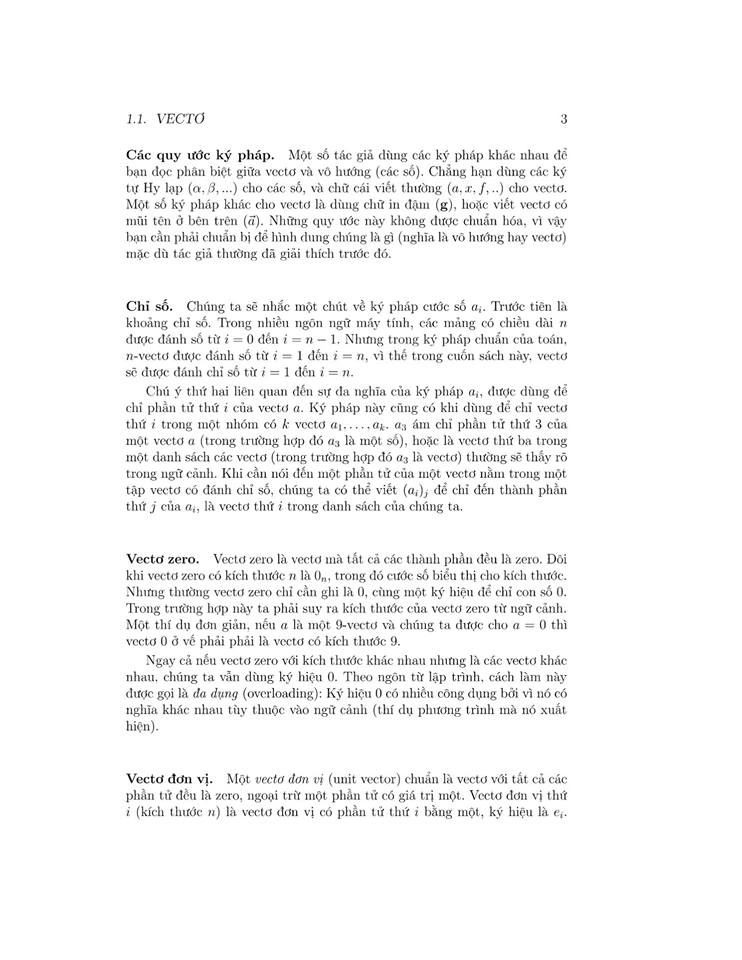 1.1. VECTƠ 3
Các quy ước ký pháp. Một số tác giả dùng các ký pháp khác nhau để
bạn đọc phân biệt giữa vectơ và vô hướng (các số). Chẳng hạn dùng các ký
tự Hy lạp (α, β, ...) cho các số, và chữ cái viết thường (a, x, f, ..) cho vectơ.
Một số ký pháp khác cho vectơ là dùng chữ in đậm (g), hoặc viết vectơ có
mũi tên ở bên trên (a⃗). Những quy ước này không được chuẩn hóa, vì vậy
bạn cần phải chuẩn bị để hình dung chúng là gì (nghĩa là vô hướng hay vectơ)
mặc dù tác giả thường đã giải thích trước đó.
Chỉ số. Chúng ta sẽ nhắc một chút về ký pháp cước số aᵢ. Trước tiên là
khoảng chỉ số. Trong nhiều ngôn ngữ máy tính, các mảng có chiều dài n
được đánh số từ i = 0 đến i = n − 1. Nhưng trong ký pháp chuẩn của toán,
n-vectơ được đánh số từ i = 1 đến i = n, vì thế trong cuốn sách này, vectơ
sẽ được đánh chỉ số từ i = 1 đến i = n.
Chú ý thứ hai liên quan đến sự đa nghĩa của ký pháp aᵢ, được dùng để
chỉ phần tử thứ i của vectơ a. Ký pháp này cũng có khi dùng để chỉ vectơ
thứ i trong một nhóm có k vectơ a₁, . . . , aₖ. a₃ ám chỉ phần tử thứ 3 của
một vectơ a (trong trường hợp đó a₃ là một số), hoặc là vectơ thứ ba trong
một danh sách các vectơ (trong trường hợp đó a₃ là vectơ) thường sẽ thấy rõ
trong ngữ cảnh. Khi cần nói đến một phần tử của một vectơ nằm trong một
tập vectơ có đánh chỉ số, chúng ta có thể viết (aᵢ)ⱼ để chỉ đến thành phần
thứ j của aᵢ, là vectơ thứ i trong danh sách của chúng ta.
Vectơ zero. Vectơ zero là vectơ mà tất cả các thành phần đều là zero. Đôi
khi vectơ zero có kích thước n là 0ₙ, trong đó cước số biểu thị cho kích thước.
Nhưng thường vectơ zero chỉ cần ghi là 0, cùng một ký hiệu để chỉ con số 0.
Trong trường hợp này ta phải suy ra kích thước của vectơ zero từ ngữ cảnh.
Một thí dụ đơn giản, nếu a là một 9-vectơ và chúng ta được cho a = 0 thì
vectơ 0 ở vế phải phải là vectơ có kích thước 9.
Ngay cả nếu vectơ zero với kích thước khác nhau nhưng là các vectơ khác
nhau, chúng ta vẫn dùng ký hiệu 0. Theo ngôn từ lập trình, cách làm này
được gọi là đa dụng (overloading): Ký hiệu 0 có nhiều công dụng bởi vì nó có
nghĩa khác nhau tùy thuộc vào ngữ cảnh (thí dụ phương trình mà nó xuất
hiện).
Vectơ đơn vị. Một vectơ đơn vị (unit vector) chuẩn là vectơ với tất cả các
phần tử đều là zero, ngoại trừ một phần tử có giá trị một. Vectơ đơn vị thứ
i (kích thước n) là vectơ đơn vị có phần tử thứ i bằng một, ký hiệu là eᵢ.